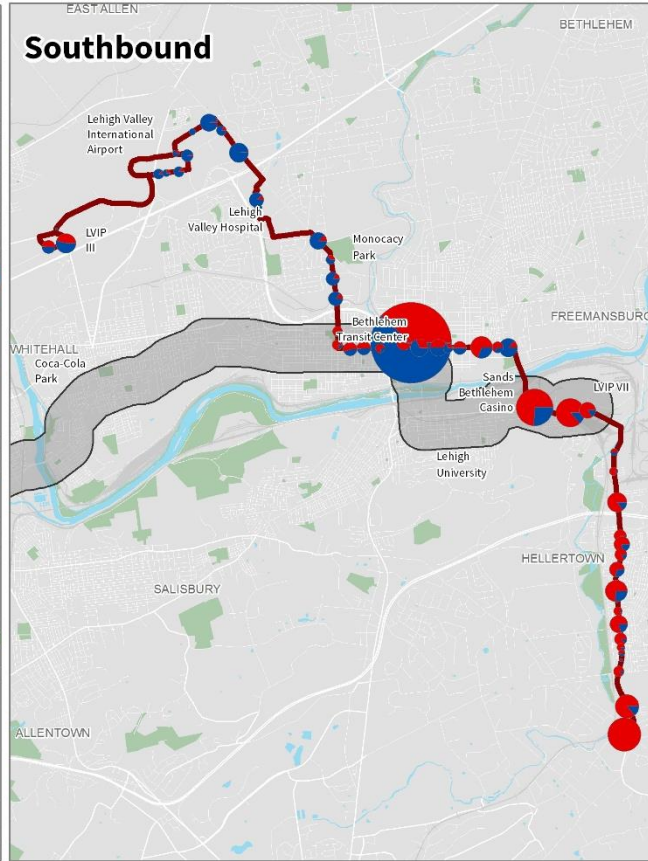 EAST ALLEN
BETHLEHEM
Southbound
Lehigh Valley
International
Airport
LVIP
III
Lehigh
Valley Hospital
Monocacy
Park
Bethlehem
Transit Center
FREEMANSBURG
WHITEHALL
Coca-Cola
Park
Sands
Bethlehem
Casino
LVIP VII
Lehigh
University
HELLERTOWN
SALISBURY
ALLENTOWN